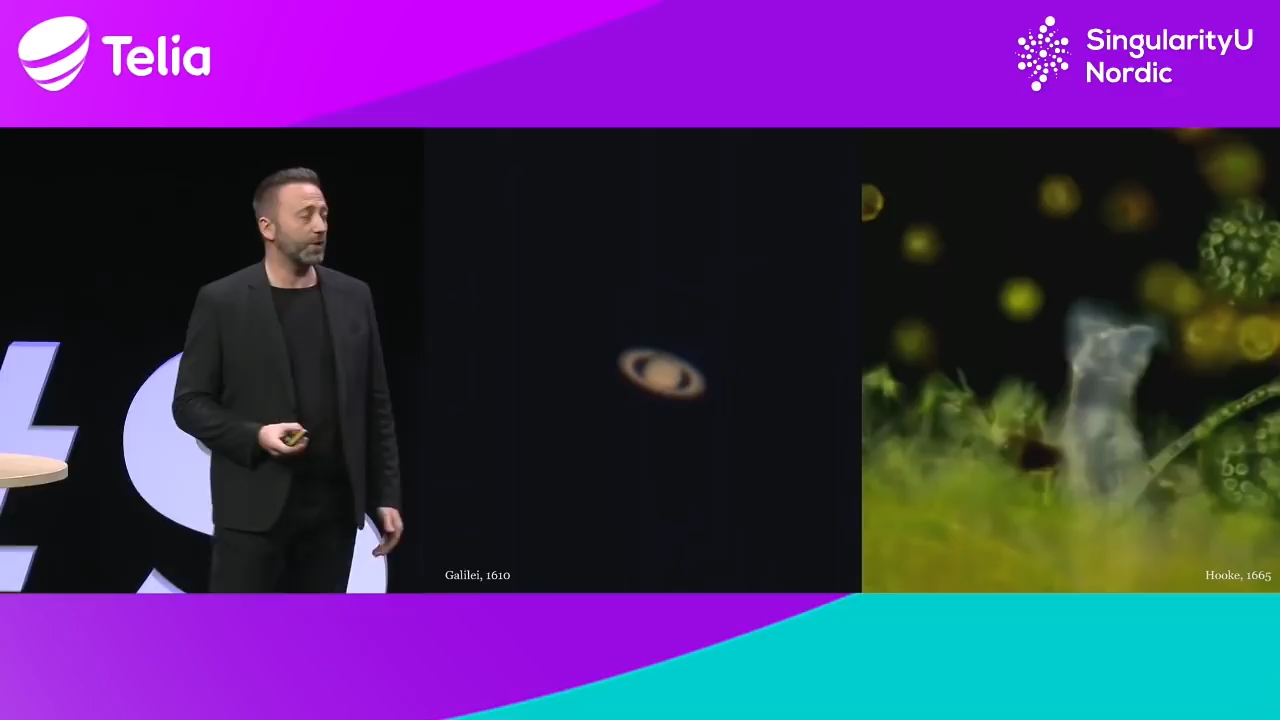 Telia
SingularityU
Nordic
#S
Galilei, 1610
Hooke, 1665